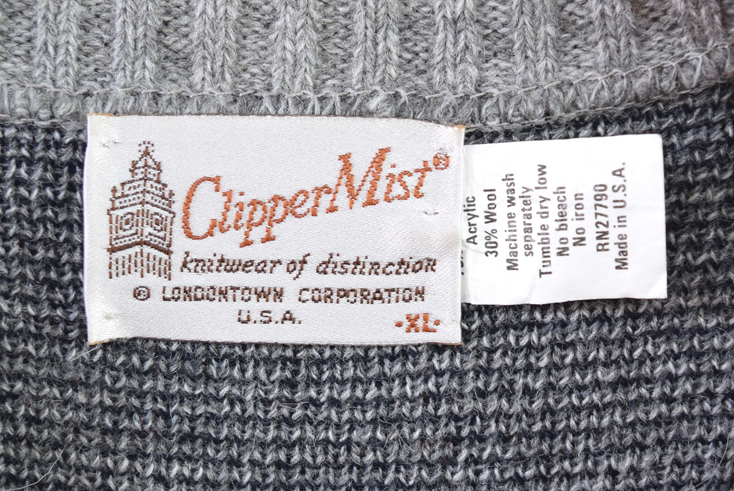 ClipperMist®
knitwear of distinction
© LONDONTOWN CORPORATION
U.S.A.
·XL·
Acrylic
30% Wool
Machine wash
separately
Tumble dry low
No bleach
No iron
RN27790
Made in U.S.A.